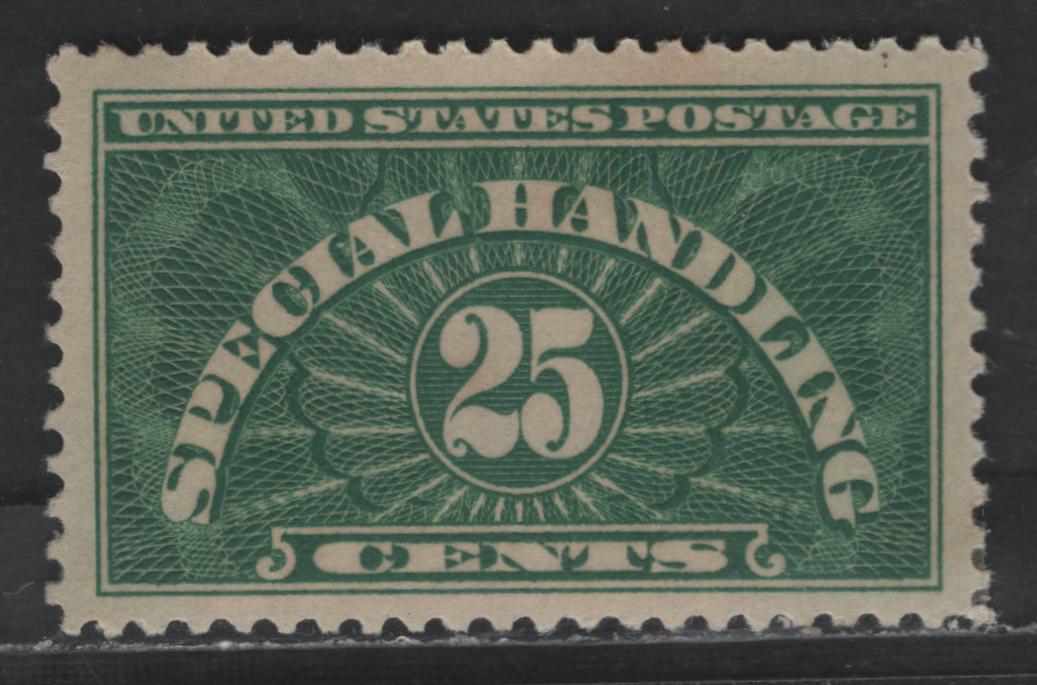 UNITED STATES POSTAGE
SPECIAL HANDLING
25
CENTS